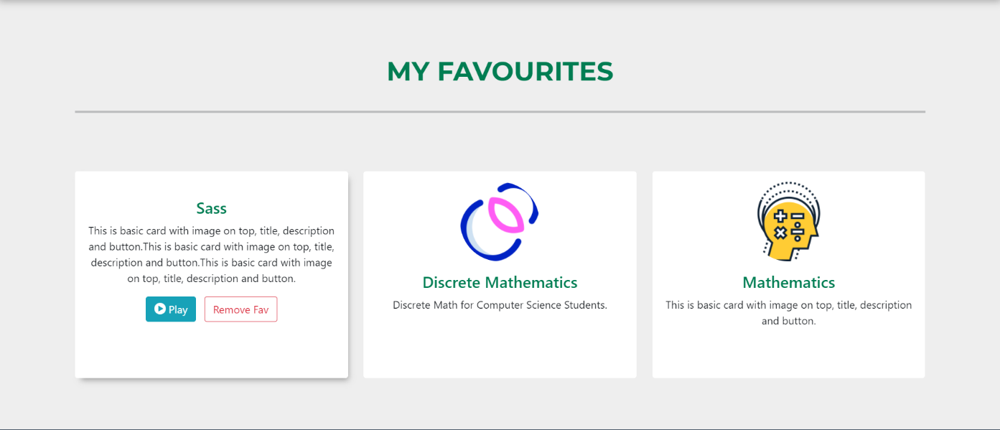 MY FAVOURITES
Sass
This is basic card with image on top, title, description
and button.This is basic card with image on top, title,
description and button.This is basic card with image
on top, title, description and button.
Play
Remove Fav
Discrete Mathematics
Discrete Math for Computer Science Students.
Mathematics
This is basic card with image on top, title, description
and button.